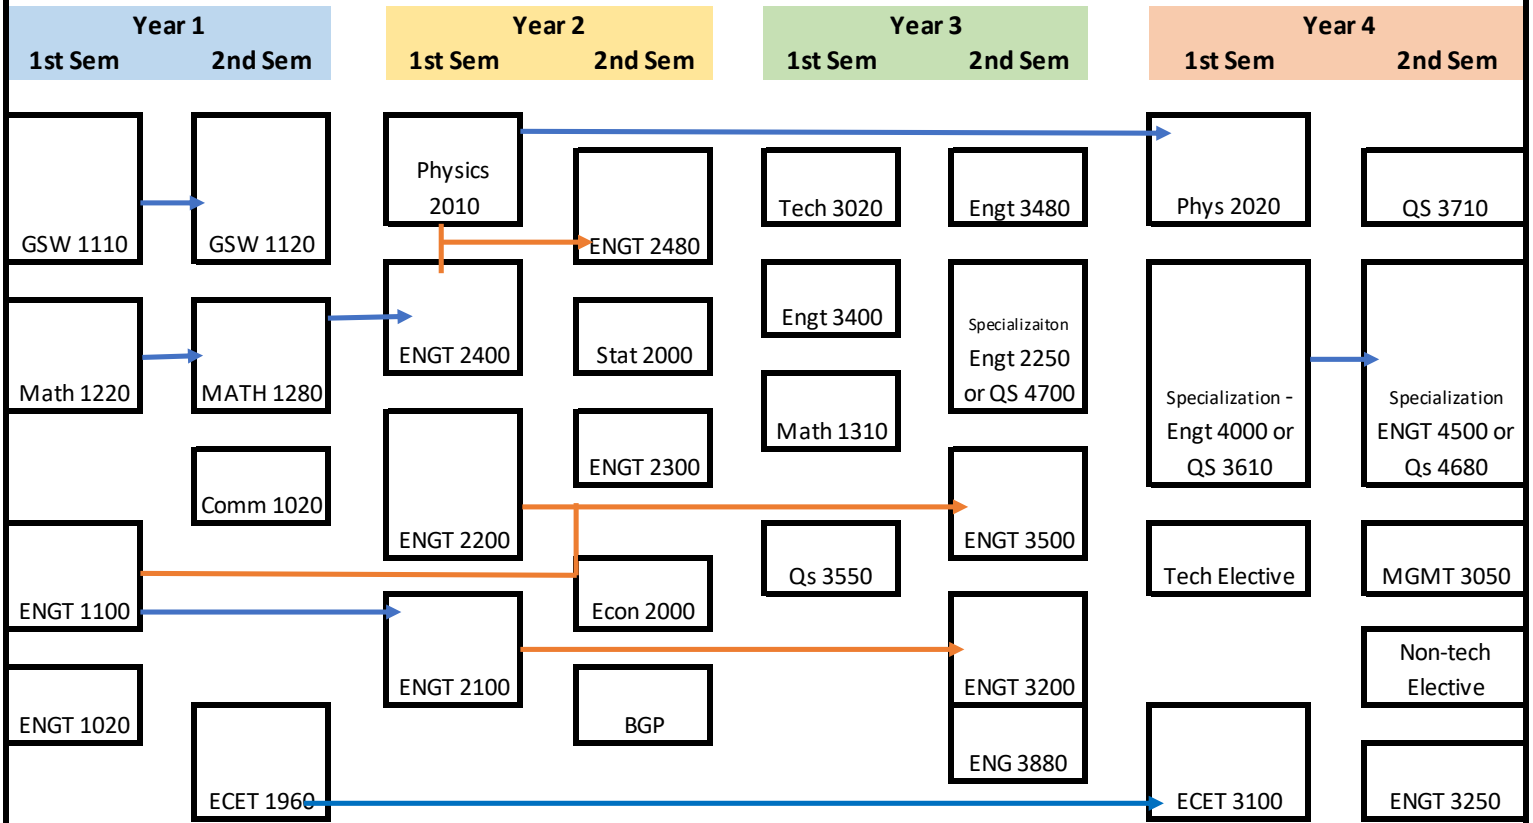 Year 1
Year 2
Year 3
Year 4
1st Sem
2nd Sem
1st Sem
2nd Sem
1st Sem
2nd Sem
1st Sem
2nd Sem
GSW 1110
Math 1220
ENGT 1100
ENGT 1020
GSW 1120
MATH 1280
Comm 1020
ECET 1960
Physics
2010
ENGT 2400
ENGT 2200
ENGT 2100
ENGT 2480
Stat 2000
ENGT 2300
Econ 2000
BGP
Tech 3020
Engt 3400
Math 1310
Qs 3550
Engt 3480
Specializaiton
Engt 2250
or QS 4700
ENGT 3500
ENGT 3200
ENG 3880
Phys 2020
Specialization -
Engt 4000 or
QS 3610
Tech Elective
ECET 3100
QS 3710
Specialization
ENGT 4500 or
Qs 4680
MGMT 3050
Non-tech
Elective
ENGT 3250